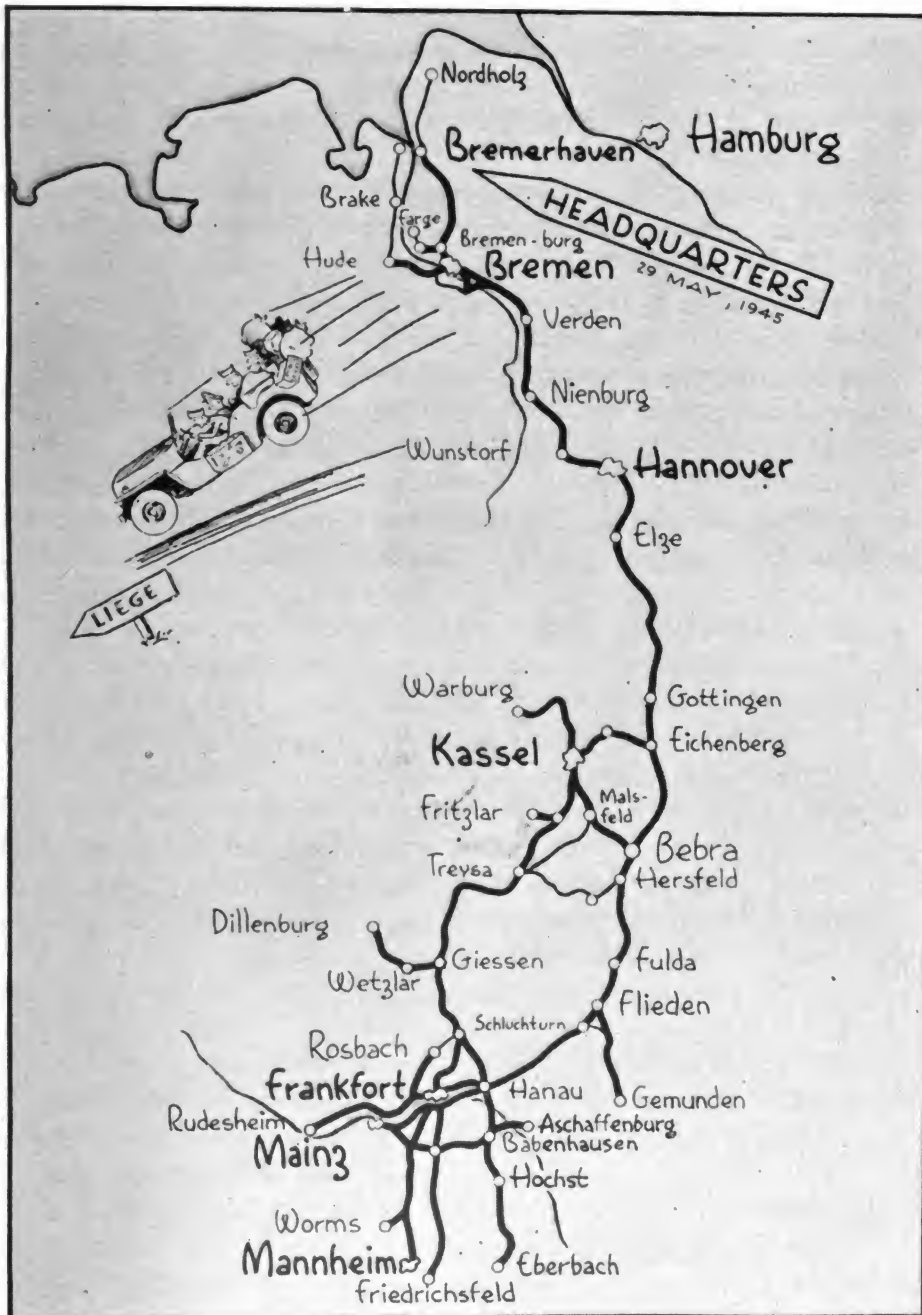 Nordholz
Hamburg
Bremerhaven
HEADQUARTERS
29 MAY, 1945
Brake
Farge
Bremen-burg
Hude
Bremen
Verden
Nienburg
Wunstorf
Hannover
Elze
LIEGE
Warburg
Gottingen
Kassel
Eichenberg
Fritzlar
Mals-
feld
Treysa
Bebra
Hersfeld
Dillenburg
Wetzlar
Giessen
Fulda
Flieden
Schluchturn
Rosbach
Frankfort
Hanau
Gemunden
Rudesheim
Aschaffenburg
Mainz
Babenhausen
Hochst
Worms
Mannheim
Eberbach
Friedrichsfeld